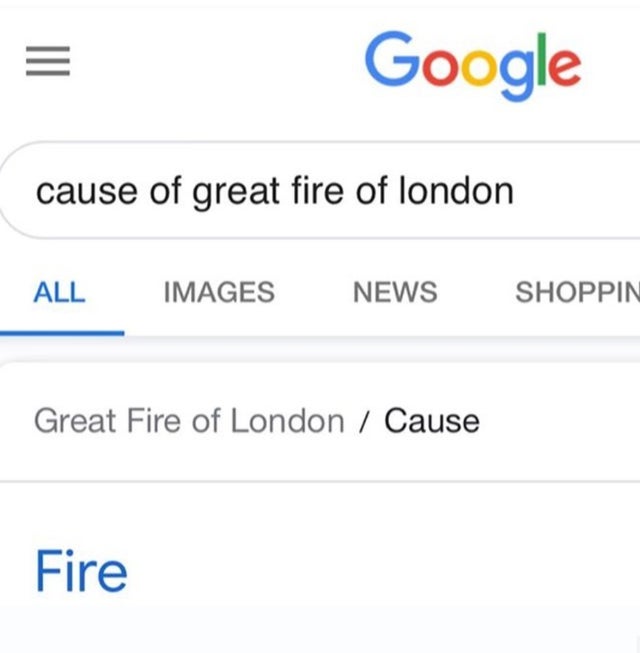 Google
cause of great fire of london
ALL IMAGES NEWS SHOPPIN
Great Fire of London / Cause
Fire